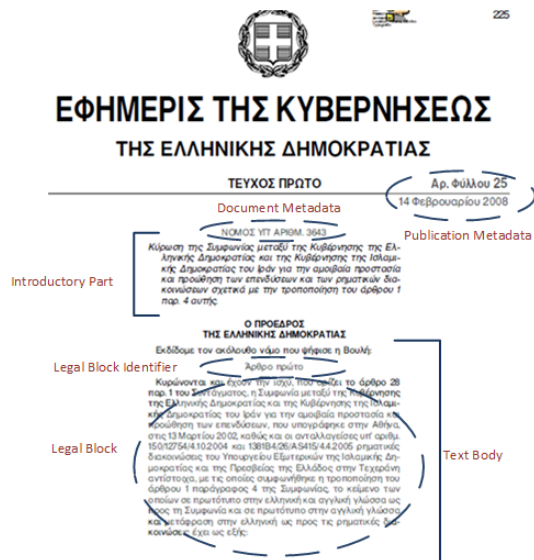 225
ΕΦΗΜΕΡΙΣ ΤΗΣ ΚΥΒΕΡΝΗΣΕΩΣ
ΤΗΣ ΕΛΛΗΝΙΚΗΣ ΔΗΜΟΚΡΑΤΙΑΣ
ΤΕΥΧΟΣ ΠΡΩΤΟ
Αρ. Φύλλου 25
14 Φεβρουαρίου 2008
Document Metadata
Publication Metadata
ΝΟΜΟΣ ΥΠ’ ΑΡΙΘΜ. 3643
Κύρωση της Συμφωνίας μεταξύ της Κυβέρνησης της Ελ-
ληνικής Δημοκρατίας και της Κυβέρνησης της Ισλαμι-
κής Δημοκρατίας του Ιράν για την αμοιβαία προστασία
και προώθηση των επενδύσεων και των ρηματικών δια-
κοινώσεων σχετικά με την τροποποίηση του άρθρου 1
παρ. 4 αυτής.
Introductory Part
Ο ΠΡΟΕΔΡΟΣ
ΤΗΣ ΕΛΛΗΝΙΚΗΣ ΔΗΜΟΚΡΑΤΙΑΣ
Εκδίδομε τον ακόλουθο νόμο που ψήφισε η Βουλή:
Legal Block Identifier
Άρθρο πρώτο
Κυρώνονται και έχουν την ισχύ, που ορίζει το άρθρο 28
παρ. 1 του Συντάγματος, η Συμφωνία μεταξύ της Κυβέρνησης
της Ελληνικής Δημοκρατίας και της Κυβέρνησης της Ισλαμι-
κής Δημοκρατίας του Ιράν για την αμοιβαία προστασία και
προώθηση των επενδύσεων, που υπογράφηκε στην Αθήνα,
στις 13 Μαρτίου 2002, καθώς και οι ανταλλαγείσες υπ’ αριθμ.
150/12754/4.10.2004 και 138184/26/AS415/4.4.2005 ρηματικές
διακοινώσεις του Υπουργείου Εξωτερικών της Ισλαμικής Δη-
μοκρατίας και της Πρεσβείας της Ελλάδος στην Τεχεράνη
αντίστοιχα, με τις οποίες συμφωνήθηκε η τροποποίηση του
άρθρου 1 παράγραφος 4 της Συμφωνίας, το κείμενο των
οποίων σε πρωτότυπο στην ελληνική και αγγλική γλώσσα ως
προς τη Συμφωνία και σε πρωτότυπο στην αγγλική γλώσσα
και μετάφραση στην ελληνική ως προς τις ρηματικές δια-
κοινώσεις έχει ως εξής:
Legal Block
Text Body